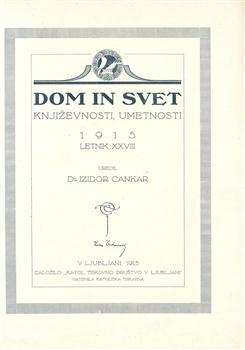 DOM IN SVET
KNJIŽEVNOSTI, UMETNOSTI
1915
LETNIK XXVIII
UREDIL
DR. IZIDOR CANKAR
V LJUBLJANI, 1915
ZALOŽILO „KATOL. TISKOVNO DRUŠTVO V LJUBLJANI“
NATISNILA KATOLIŠKA TISKARNA